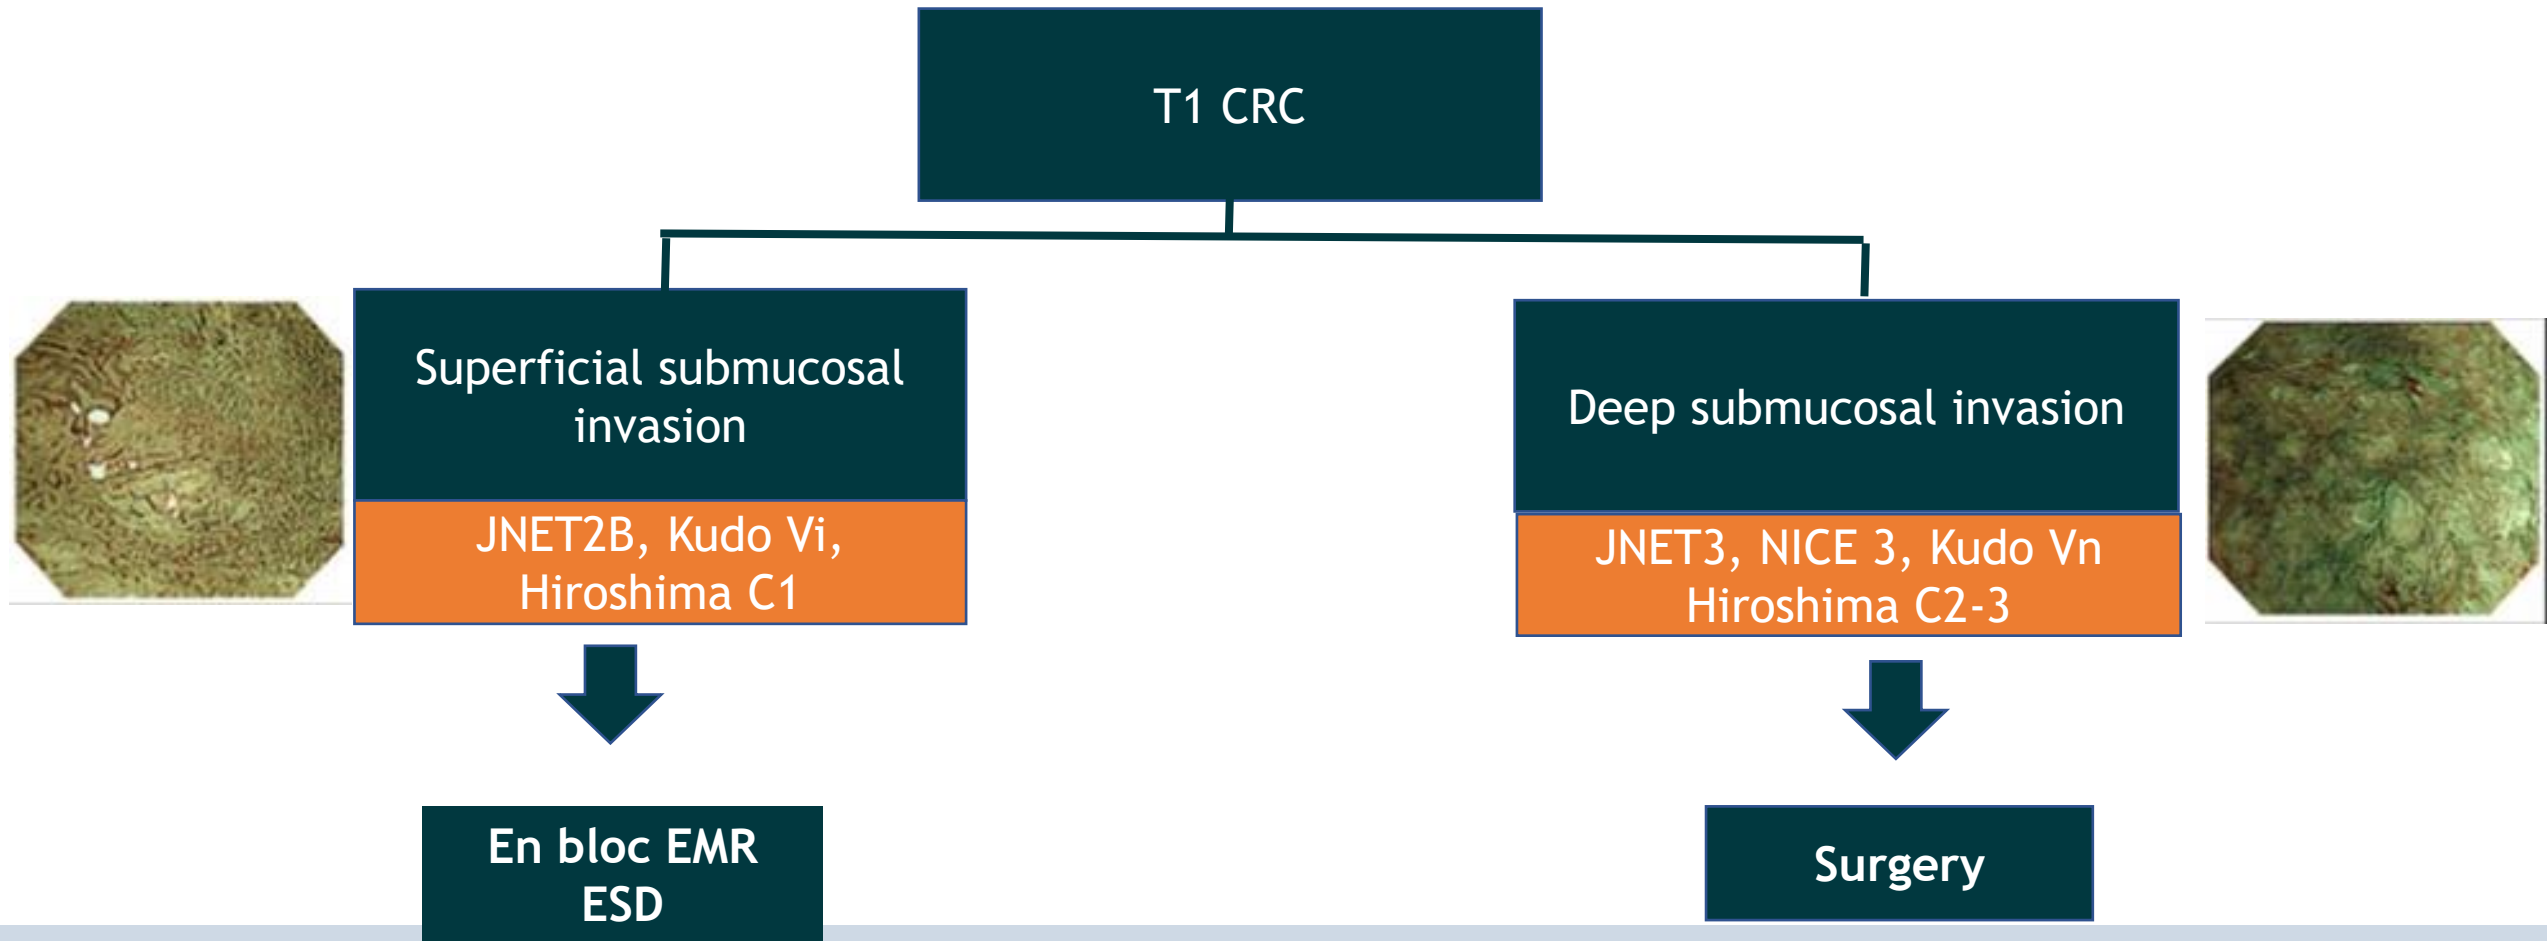 T1 CRC
Superficial submucosal
invasion
JNET2B, Kudo Vi,
Hiroshima C1
En bloc EMR
ESD
Deep submucosal invasion
JNET3, NICE 3, Kudo Vn
Hiroshima C2-3
Surgery